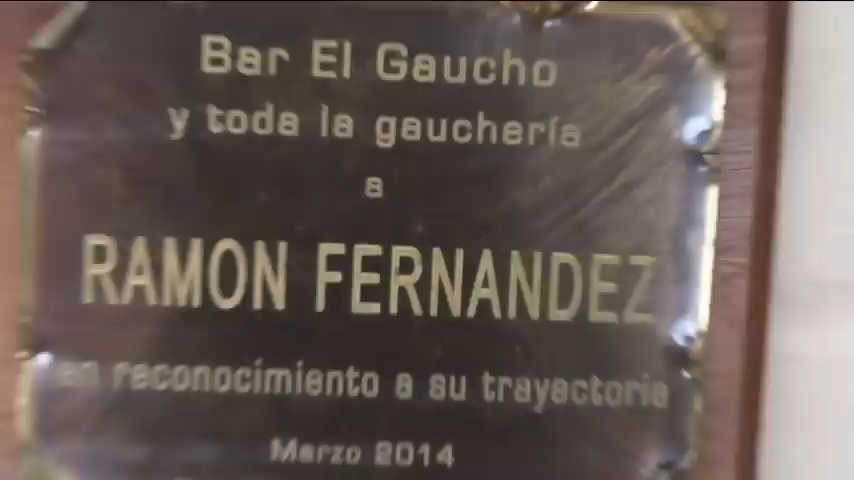 Bar El Gaucho
y toda la gauchería
a
RAMON FERNANDEZ
en reconocimiento a su trayectoria
Marzo 2014